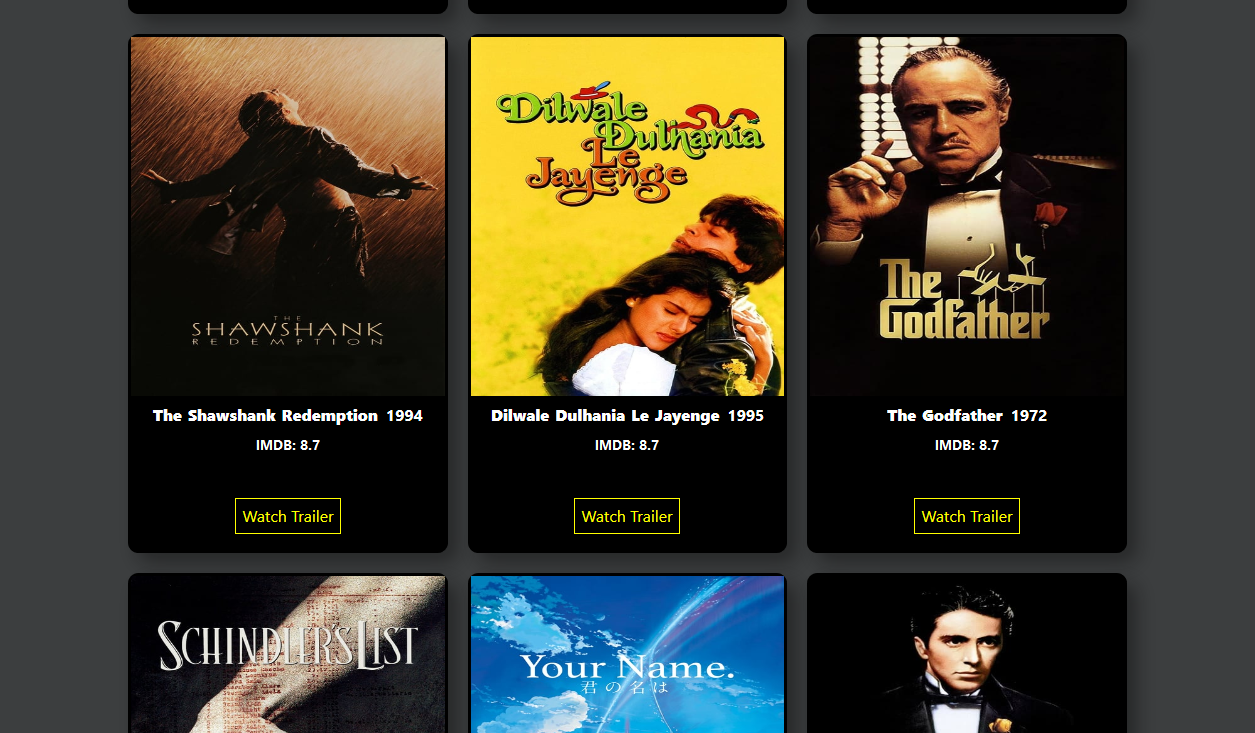 THE
SHAWSHANK
REDEMPTION
Dilwale
Dulhania
Le
Jayenge
The
Godfather
The Shawshank Redemption 1994
IMDB: 8.7
Watch Trailer
Dilwale Dulhania Le Jayenge 1995
IMDB: 8.7
Watch Trailer
The Godfather 1972
IMDB: 8.7
Watch Trailer
SCHINDLER'S LIST
Your Name.
君の名は